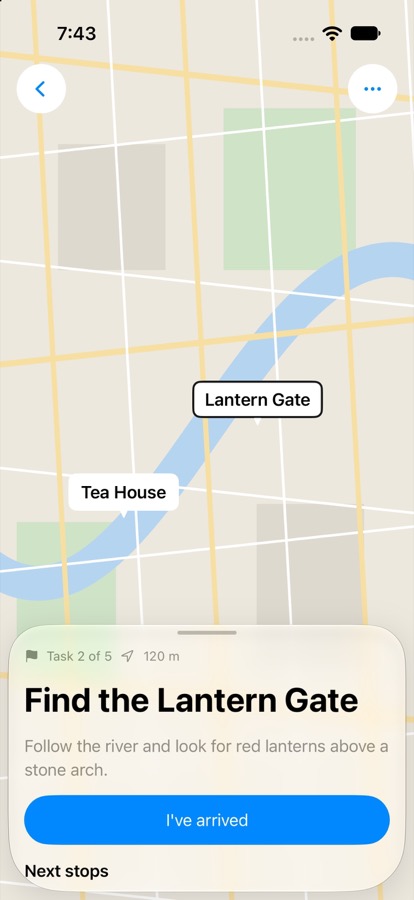 7:43
Lantern Gate
Tea House
Task 2 of 5 120 m
Find the Lantern Gate
Follow the river and look for red lanterns above a
stone arch.
I've arrived
Next stops